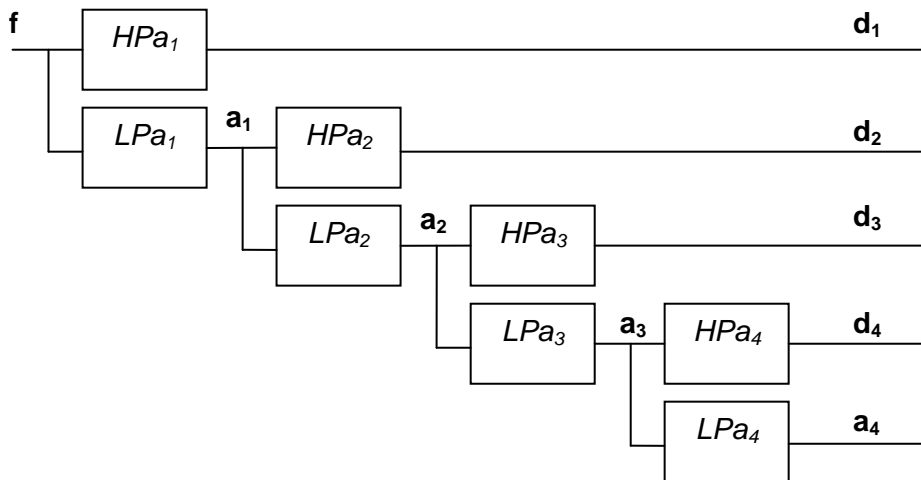 f HPa₁ d₁
LPa₁ a₁ HPa₂ d₂
LPa₂ a₂ HPa₃ d₃
LPa₃ a₃ HPa₄ d₄
LPa₄ a₄